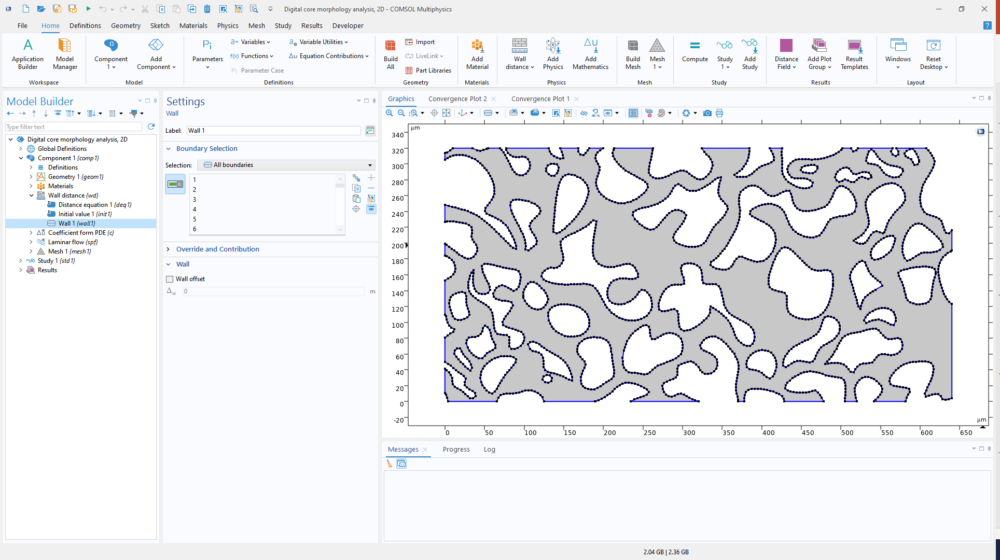 Digital core morphology analysis, 2D - COMSOL Multiphysics
File Home Definitions Geometry Sketch Materials Physics Mesh Study Results Developer
Application Builder
Model Manager
Workspace
Component 1
Add Component
Model
Pi
Parameters
a= Variables
f(x) Functions
Pi Parameter Case
Variable Utilities
Δu Equation Contributions
Definitions
Build All
Import
LiveLink
Part Libraries
Geometry
Add Material
Materials
Wall distance
Add Physics
Δu
Add Mathematics
Physics
Build Mesh
Mesh 1
Mesh
Compute
Study 1
Add Study
Study
Distance Field
Add Plot Group
Result Templates
Results
Windows
Reset Desktop
Layout
Model Builder
Type filter text
Digital core morphology analysis, 2D
Global Definitions
Component 1 {comp1}
Definitions
Geometry 1 {geom1}
Materials
Wall distance {wd}
Distance equation 1 {deq1}
Initial value 1 {init1}
Wall 1 {wall1}
Coefficient form PDE {c}
Laminar flow {spf}
Mesh 1 {mesh1}
Study 1 {std1}
Results
Settings
Wall
Label: Wall 1
Boundary Selection
Selection: All boundaries
1
2
3
4
5
6
Override and Contribution
Wall
Wall offset
Δw 0 m
Graphics Convergence Plot 2 Convergence Plot 1
µm
340
320
300
280
260
240
220
200
180
160
140
120
100
80
60
40
20
0
-20
µm
0 50 100 150 200 250 300 350 400 450 500 550 600 650
Messages Progress Log
2.04 GB | 2.36 GB